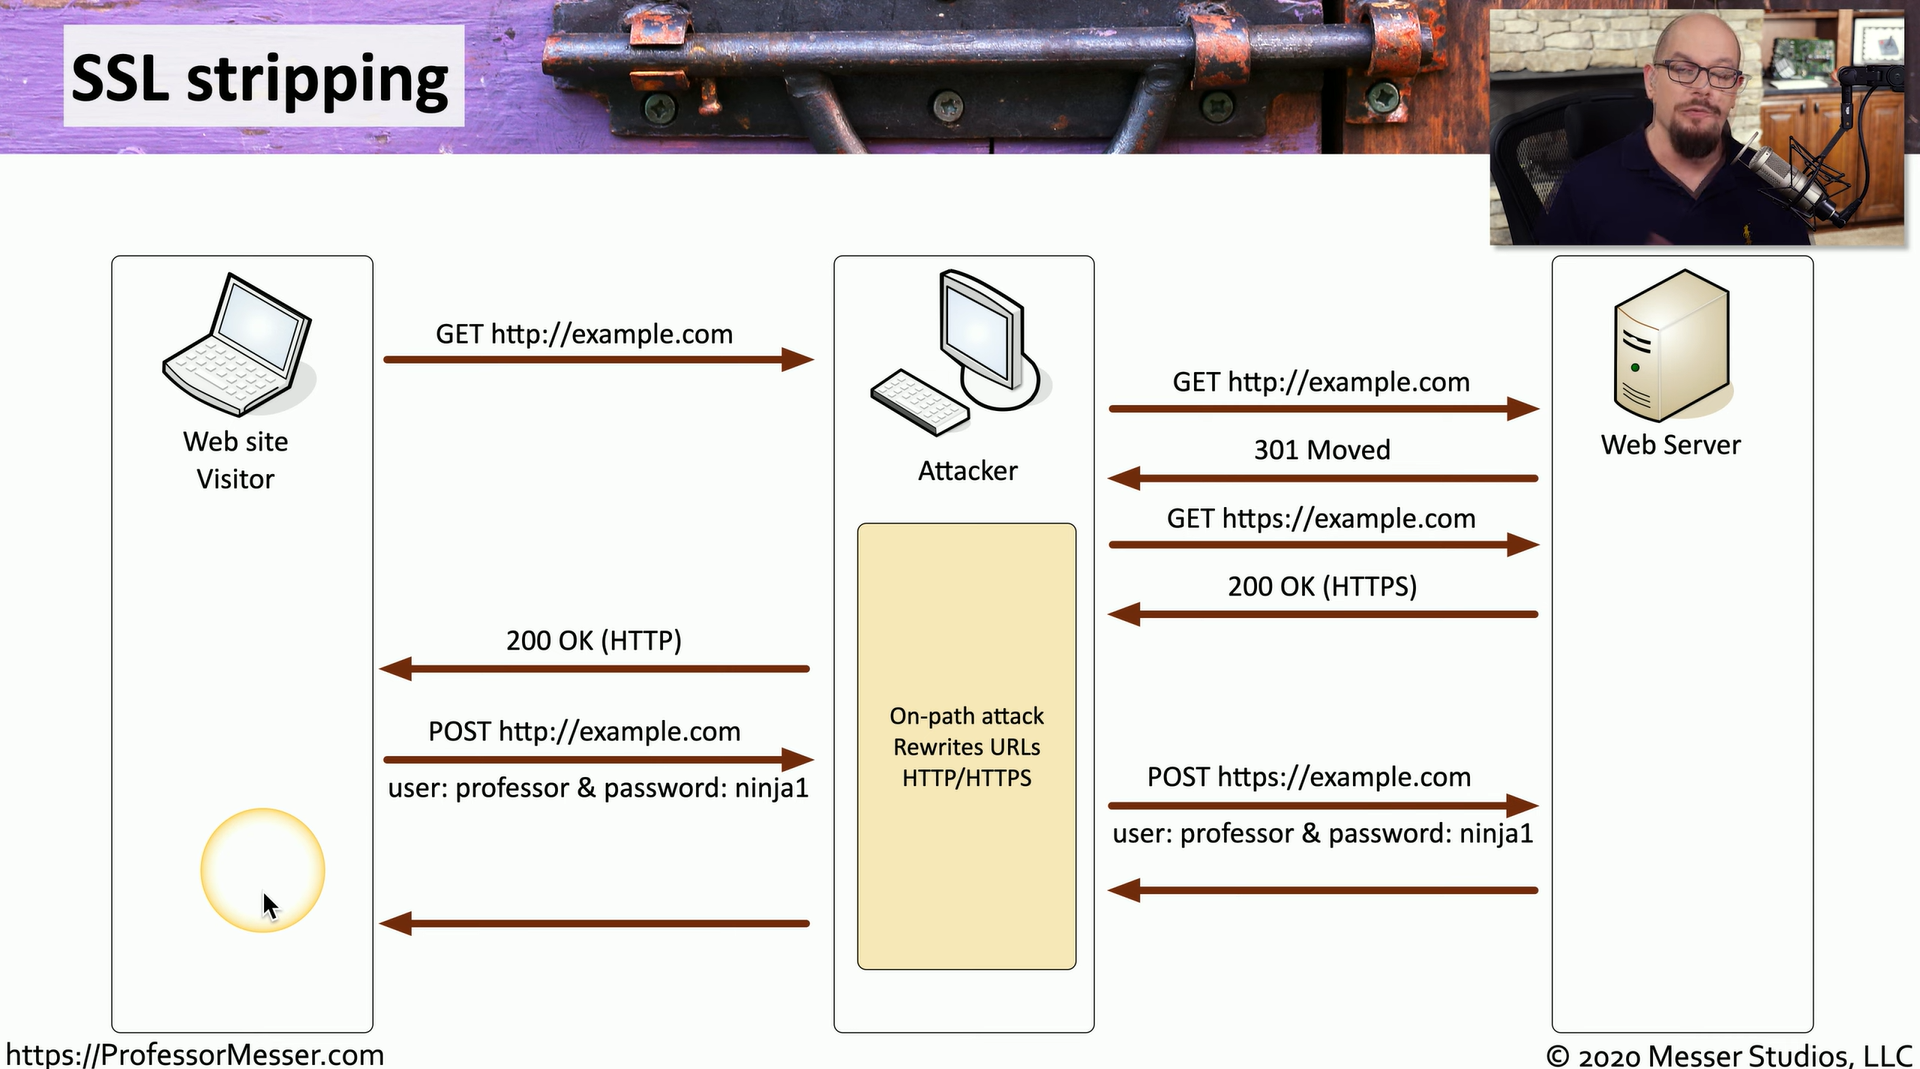 SSL stripping
GET http://example.com
GET http://example.com
Web site
Visitor
Web Server
301 Moved
Attacker
GET https://example.com
200 OK (HTTPS)
200 OK (HTTP)
On-path attack
Rewrites URLs
HTTP/HTTPS
POST http://example.com
user: professor & password: ninja1
POST https://example.com
user: professor & password: ninja1
https://ProfessorMesser.com
© 2020 Messer Studios, LLC